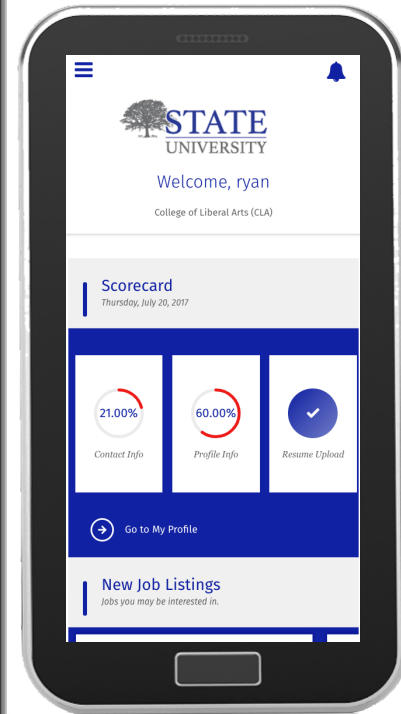 STATE
UNIVERSITY
Welcome, ryan
College of Liberal Arts (CLA)
Scorecard
Thursday, July 20, 2017
21.00%
60.00%
Contact Info
Profile Info
Resume Upload
Go to My Profile
New Job Listings
Jobs you may be interested in.